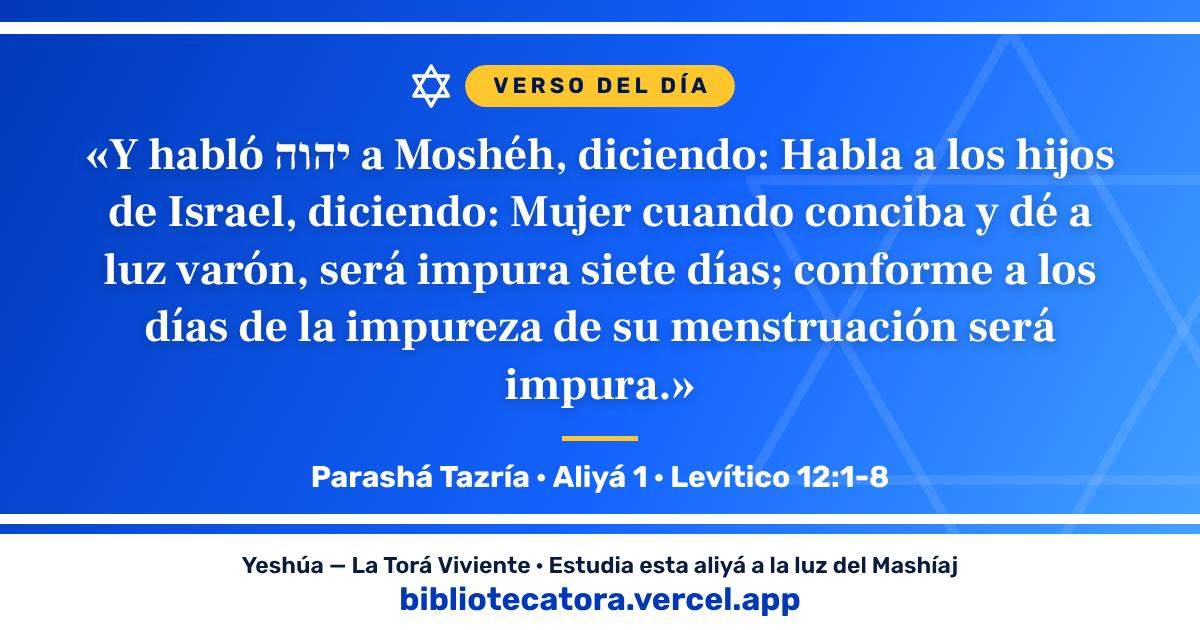 VERSO DEL DÍA
«Y habló יהוה a Moshéh, diciendo: Habla a los hijos
de Israel, diciendo: Mujer cuando conciba y dé a
luz varón, será impura siete días; conforme a los
días de la impureza de su menstruación será
impura.»
Parashá Tazría • Aliyá 1 • Levítico 12:1-8
Yeshúa — La Torá Viviente • Estudia esta aliyá a la luz del Mashíaj
bibliotecatora.vercel.app